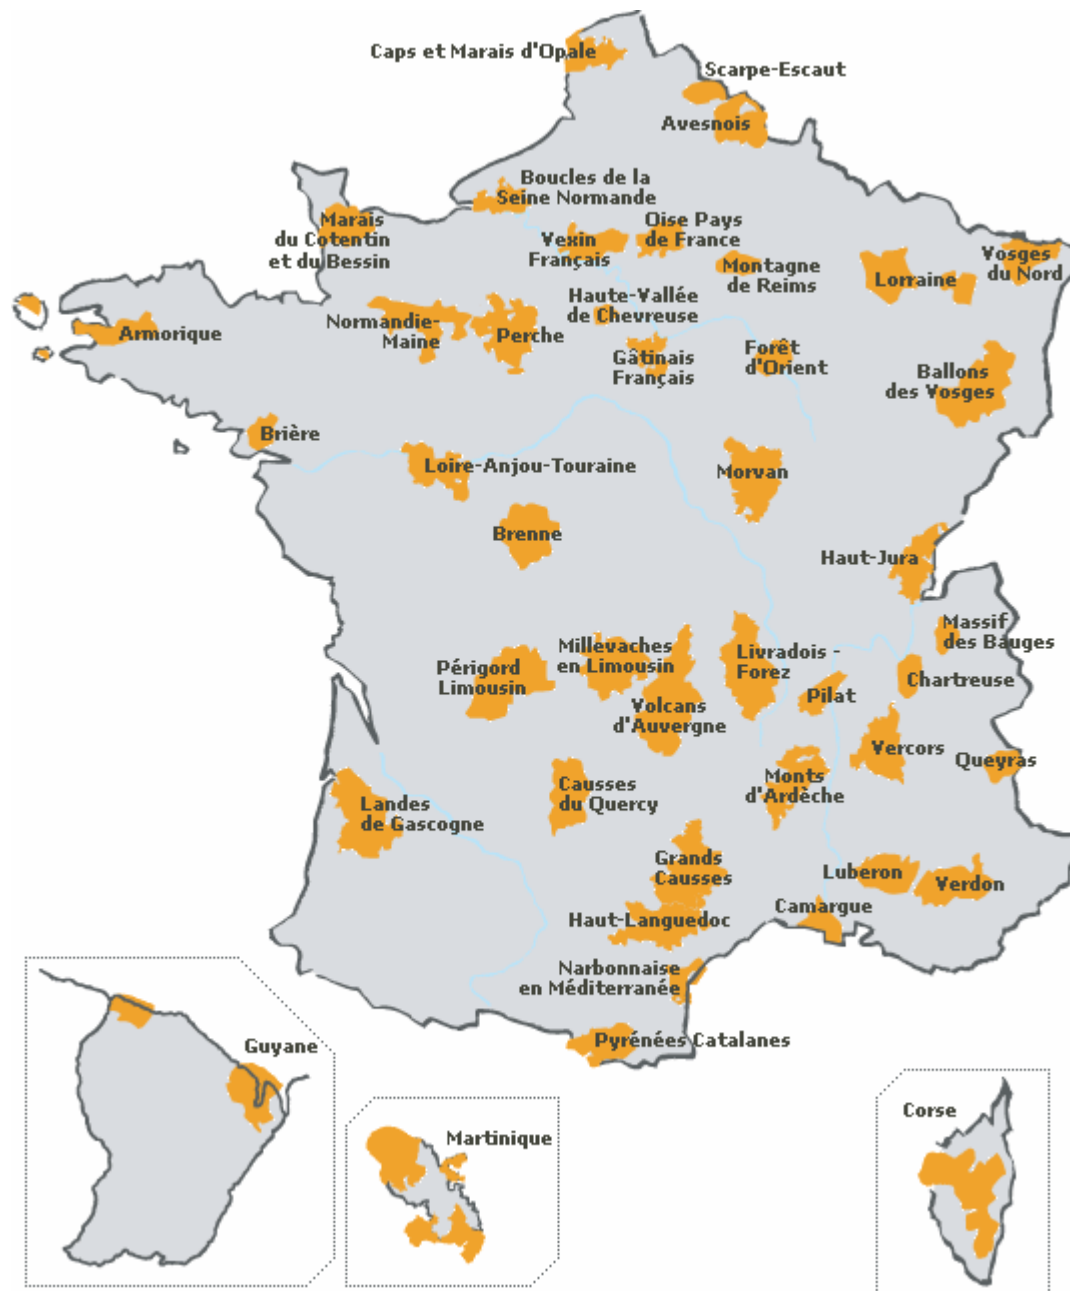 Caps et Marais d'Opale
Scarpe-Escaut
Avesnois
Boucles de la
Seine Normande
Marais
du Cotentin
et du Bessin
Vexin
Français
Oise Pays
de France
Montagne
de Reims
Lorraine
Vosges
du Nord
Armorique
Normandie-
Maine
Perche
Haute-Vallée
de Chevreuse
Gâtinais
Français
Forêt
d'Orient
Ballons
des Vosges
Brière
Loire-Anjou-Touraine
Morvan
Brenne
Haut-Jura
Massif
des Bauges
Périgord
Limousin
Millevaches
en Limousin
Livradois -
Forez
Chartreuse
Pilat
Volcans
d'Auvergne
Vercors
Queyras
Landes
de Gascogne
Causses
du Quercy
Monts
d'Ardèche
Grands
Causses
Luberon
Verdon
Camargue
Haut-Languedoc
Narbonnaise
en Méditerranée
Pyrénées Catalanes
Guyane
Martinique
Corse